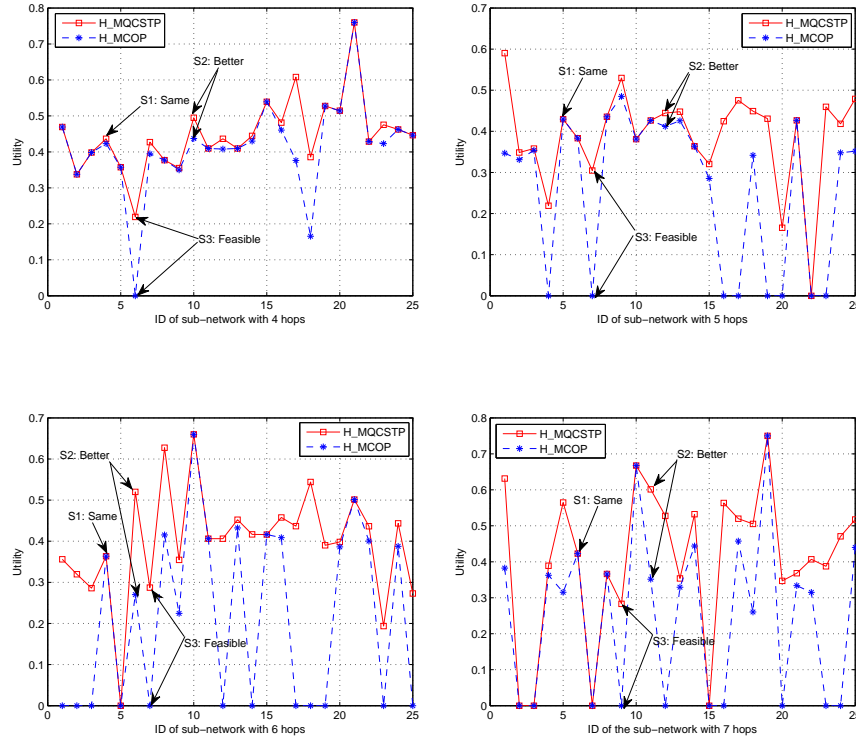 H_MQCSTP
H_MCOP
S2: Better
S1: Same
S3: Feasible
Utility
0.8
0.7
0.6
0.5
0.4
0.3
0.2
0.1
0
0 5 10 15 20 25
ID of sub-network with 4 hops
H_MQCSTP
H_MCOP
S2: Better
S1: Same
S3: Feasible
Utility
0.7
0.6
0.5
0.4
0.3
0.2
0.1
0
0 5 10 15 20 25
ID of sub-network with 5 hops
H_MQCSTP
H_MCOP
S2: Better
S1: Same
S3: Feasible
Utility
0.7
0.6
0.5
0.4
0.3
0.2
0.1
0
0 5 10 15 20 25
ID of sub-network with 6 hops
H_MQCSTP
H_MCOP
S2: Better
S1: Same
S3: Feasible
Utility
0.8
0.7
0.6
0.5
0.4
0.3
0.2
0.1
0
0 5 10 15 20 25
ID of the sub-network with 7 hops